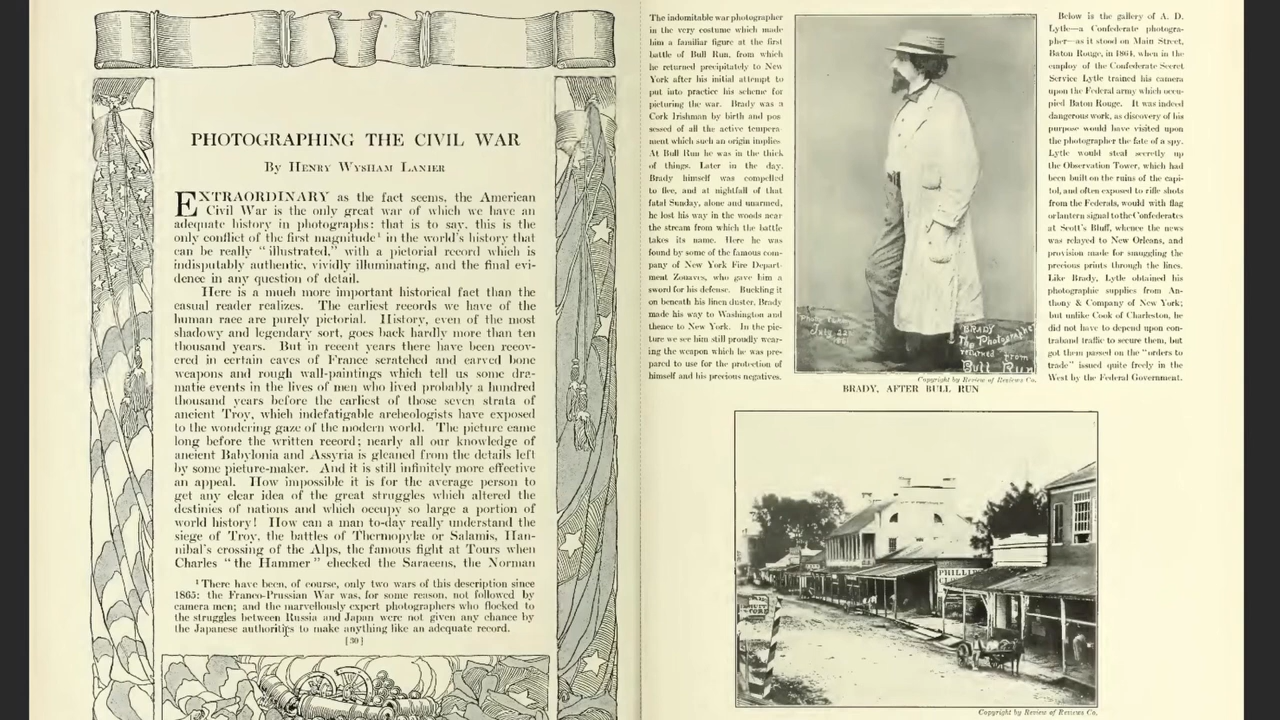 PHOTOGRAPHING THE CIVIL WAR
By Henry Wysham Lanier
EXTRAORDINARY as the fact seems, the American
Civil War is the only great war of which we have an
adequate history in photographs: that is to say, this is the
only conflict of the first magnitude¹ in the world's history that
can be really "illustrated," with a pictorial record which is
indisputably authentic, vividly illuminating, and the final evi-
dence in any question of detail.
Here is a much more important historical fact than the
casual reader realizes. The earliest records we have of the
human race are purely pictorial. History, even of the most
shadowy and legendary sort, goes back hardly more than ten
thousand years. But in recent years there have been recov-
ered in certain caves of France scratched and carved bone
weapons and rough wall-paintings which tell us some dra-
matic events in the lives of men who lived probably a hundred
thousand years before the earliest of those seven strata of
ancient Troy, which indefatigable archeologists have exposed
to the wondering gaze of the modern world. The picture came
long before the written record; nearly all our knowledge of
ancient Babylonia and Assyria is gleaned from the details left
by some picture-maker. And it is still infinitely more effective
an appeal. How impossible it is for the average person to
get any clear idea of the great struggles which altered the
destinies of nations and which occupy so large a portion of
world history! How can a man to-day really understand the
siege of Troy, the battles of Thermopylæ or Salamis, Han-
nibal's crossing of the Alps, the famous fight at Tours when
Charles "the Hammer" checked the Saracens, the Norman
¹ There have been, of course, only two wars of this description since
1865: the Franco-Prussian War was, for some reason, not followed by
camera men; and the marvellously expert photographers who flocked to
the struggles between Russia and Japan were not given any chance by
the Japanese authorities to make anything like an adequate record.
[30]
The indomitable war photographer
in the very costume which made
him a familiar figure at the first
battle of Bull Run, from which
he returned precipitately to New
York after his initial attempt to
put into practice his scheme for
picturing the war. Brady was a
Cork Irishman by birth and pos
sessed of all the active tempera-
ment which such an origin implies
At Bull Run he was in the thick
of things. Later in the day,
Brady himself was compelled
to flee, and at nightfall of that
fatal Sunday, alone and unarmed,
he lost his way in the woods near
the stream from which the battle
takes its name. Here he was
found by some of the famous com-
pany of New York Fire Depart-
ment Zouaves, who gave him a
sword for his defense. Buckling it
on beneath his linen duster, Brady
made his way to Washington and
thence to New York. In the pic-
ture we see him still proudly wear-
ing the weapon which he was pre-
pared to use for the protection of
himself and his precious negatives.
July 22
1861
BRADY
The Photographer
returned from
Bull Run
Copyright by Review of Reviews Co.
BRADY, AFTER BULL RUN
Below is the gallery of A. D.
Lytle—a Confederate photogra-
pher—as it stood on Main Street,
Baton Rouge, in 1864, when in the
employ of the Confederate Secret
Service Lytle trained his camera
upon the Federal army which occu-
pied Baton Rouge. It was indeed
dangerous work, as discovery of his
purpose would have visited upon
the photographer the fate of a spy.
Lytle would steal secretly up
the Observation Tower, which had
been built on the ruins of the capi-
tol, and often exposed to rifle shots
from the Federals, would with flag
or lantern signal to the Confederates
at Scott's Bluff, whence the news
was relayed to New Orleans, and
provision made for smuggling the
precious prints through the lines.
Like Brady, Lytle obtained his
photographic supplies from An-
thony & Company of New York;
but unlike Cook of Charleston, he
did not have to depend upon con-
traband traffic to secure them, but
got them passed on the "orders to
trade" issued quite freely in the
West by the Federal Government.
PHILLI
Copyright by Review of Reviews Co.